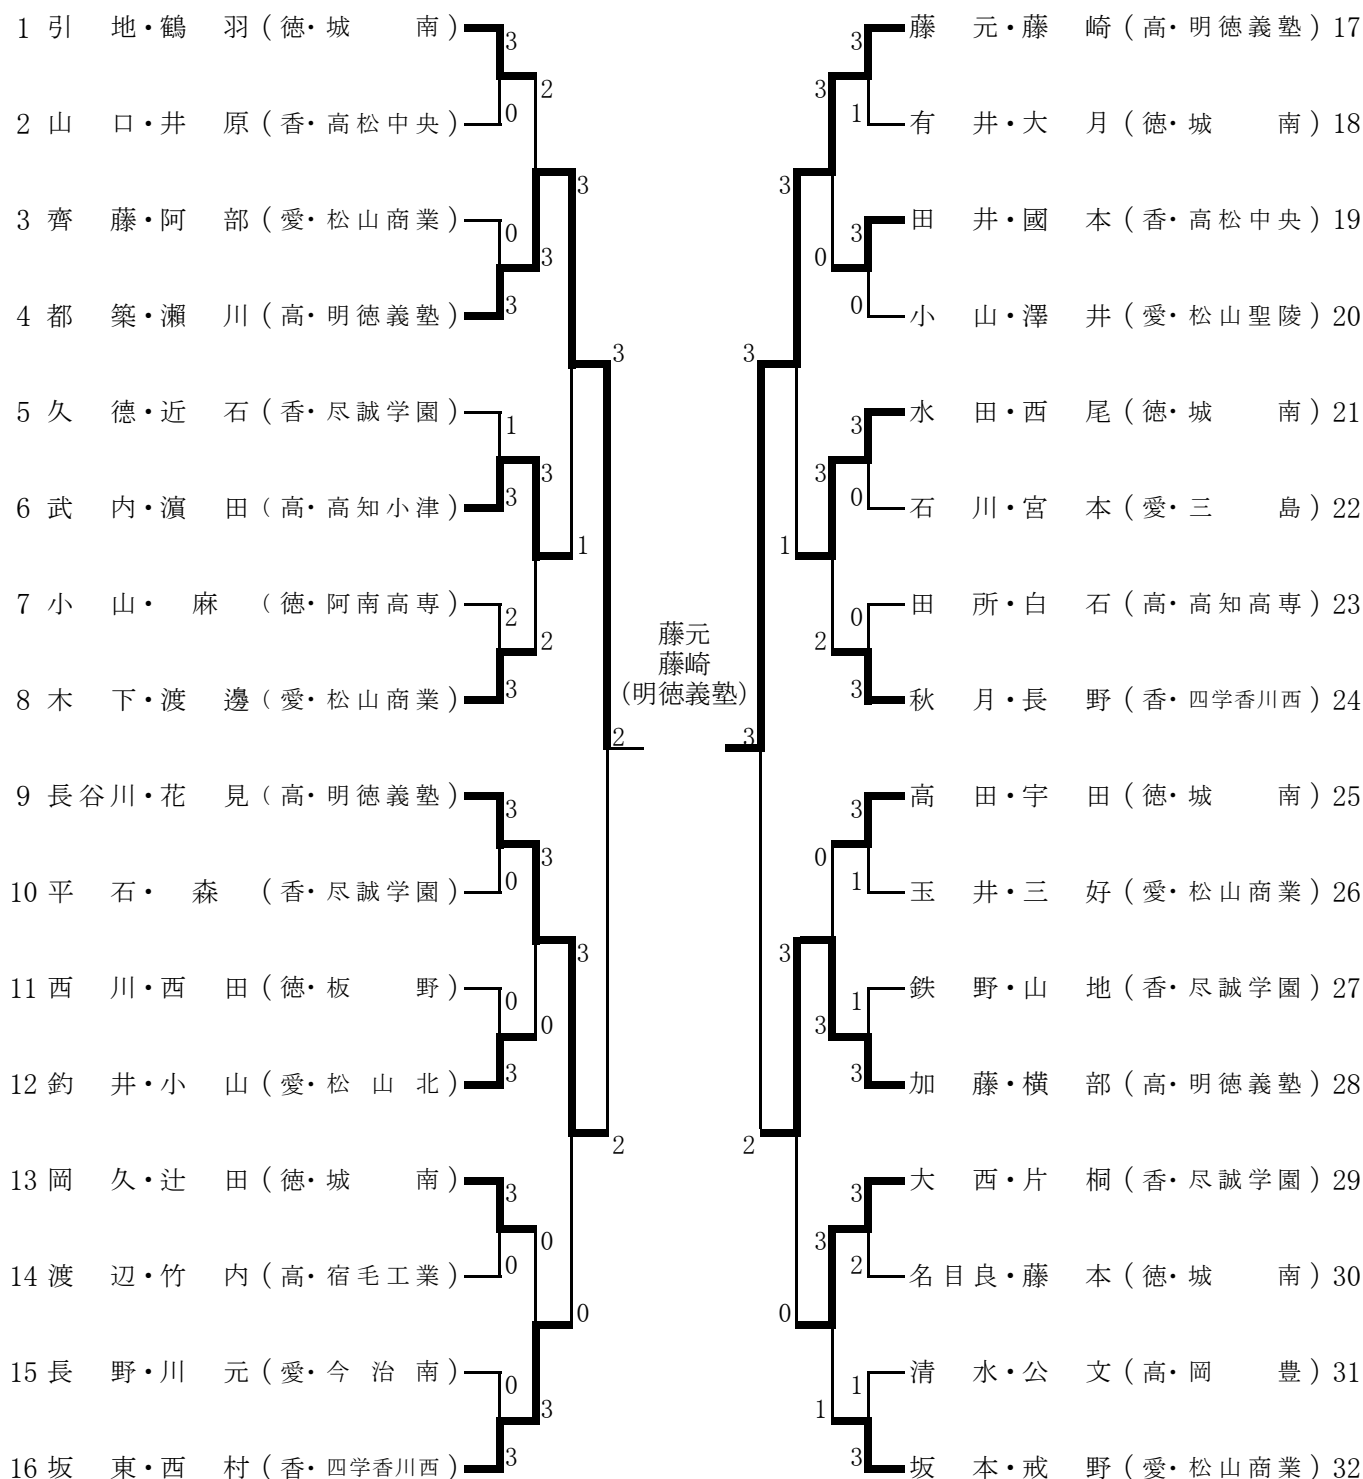 1 引 地・鶴 羽 (徳・城 南)
3
2
0
2 山 口・井 原 (香・高松中央)
3
3 齊 藤・阿 部 (愛・松山商業)
0
3
3
4 都 築・瀬 川 (高・明徳義塾)
3
5 久 徳・近 石 (香・尽誠学園)
1
3
3
6 武 内・濵 田 (高・高知小津)
1
7 小 山・ 麻 (徳・阿南高専)
2
2
3
8 木 下・渡 邊 (愛・松山商業)
2
9 長谷川・花 見 (高・明徳義塾)
3
3
0
10 平 石・ 森 (香・尽誠学園)
3
11 西 川・西 田 (徳・板 野)
0
0
3
12 釣 井・小 山 (愛・松 山 北)
2
13 岡 久・辻 田 (徳・城 南)
3
0
0
14 渡 辺・竹 内 (高・宿毛工業)
0
15 長 野・川 元 (愛・今 治 南)
0
3
3
16 坂 東・西 村 (香・四学香川西)
藤元
藤崎
(明徳義塾)
藤 元・藤 崎 (高・明徳義塾) 17
3
3
1
有 井・大 月 (徳・城 南) 18
3
田 井・國 本 (香・高松中央) 19
3
0
0
小 山・澤 井 (愛・松山聖陵) 20
3
水 田・西 尾 (徳・城 南) 21
3
3
0
石 川・宮 本 (愛・三 島) 22
1
田 所・白 石 (高・高知高専) 23
0
2
3
秋 月・長 野 (香・四学香川西) 24
3
高 田・宇 田 (徳・城 南) 25
3
0
1
玉 井・三 好 (愛・松山商業) 26
3
鉄 野・山 地 (香・尽誠学園) 27
1
3
3
加 藤・横 部 (高・明徳義塾) 28
2
大 西・片 桐 (香・尽誠学園) 29
3
3
2
名目良・藤 本 (徳・城 南) 30
0
清 水・公 文 (高・岡 豊) 31
1
1
3
坂 本・戒 野 (愛・松山商業) 32